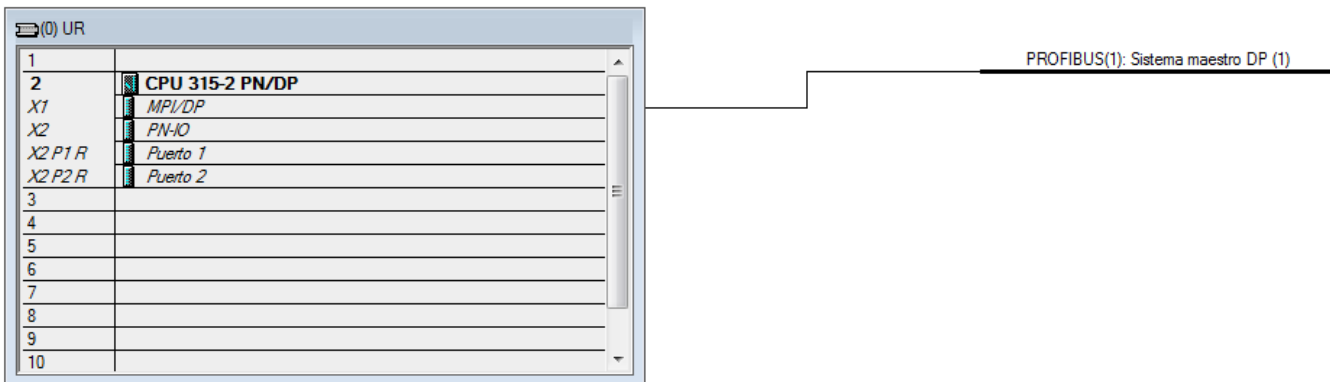 (0) UR
1
2 CPU 315-2 PN/DP
X1 MPI/DP
X2 PN-IO
X2 P1 R Puerto 1
X2 P2 R Puerto 2
3
4
5
6
7
8
9
10
PROFIBUS(1): Sistema maestro DP (1)